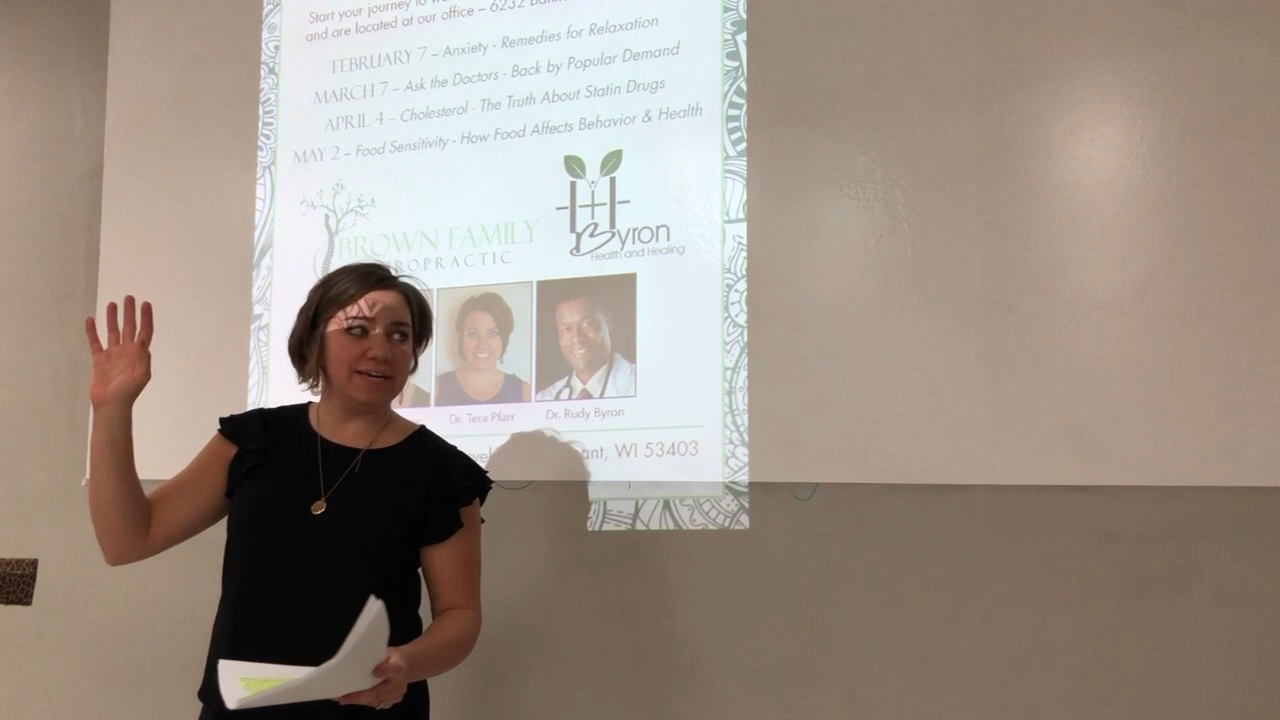 Start your journey to
and are located at our office – 6232
FEBRUARY 7 – Anxiety - Remedies for Relaxation
MARCH 7 – Ask the Doctors - Back by Popular Demand
APRIL 4 – Cholesterol - The Truth About Statin Drugs
MAY 2 – Food Sensitivity - How Food Affects Behavior & Health
BROWN FAMILY
ROPRACTIC
Byron
Health and Healing
Dr. Tera Pfarr
Dr. Rudy Byron
ant, WI 53403